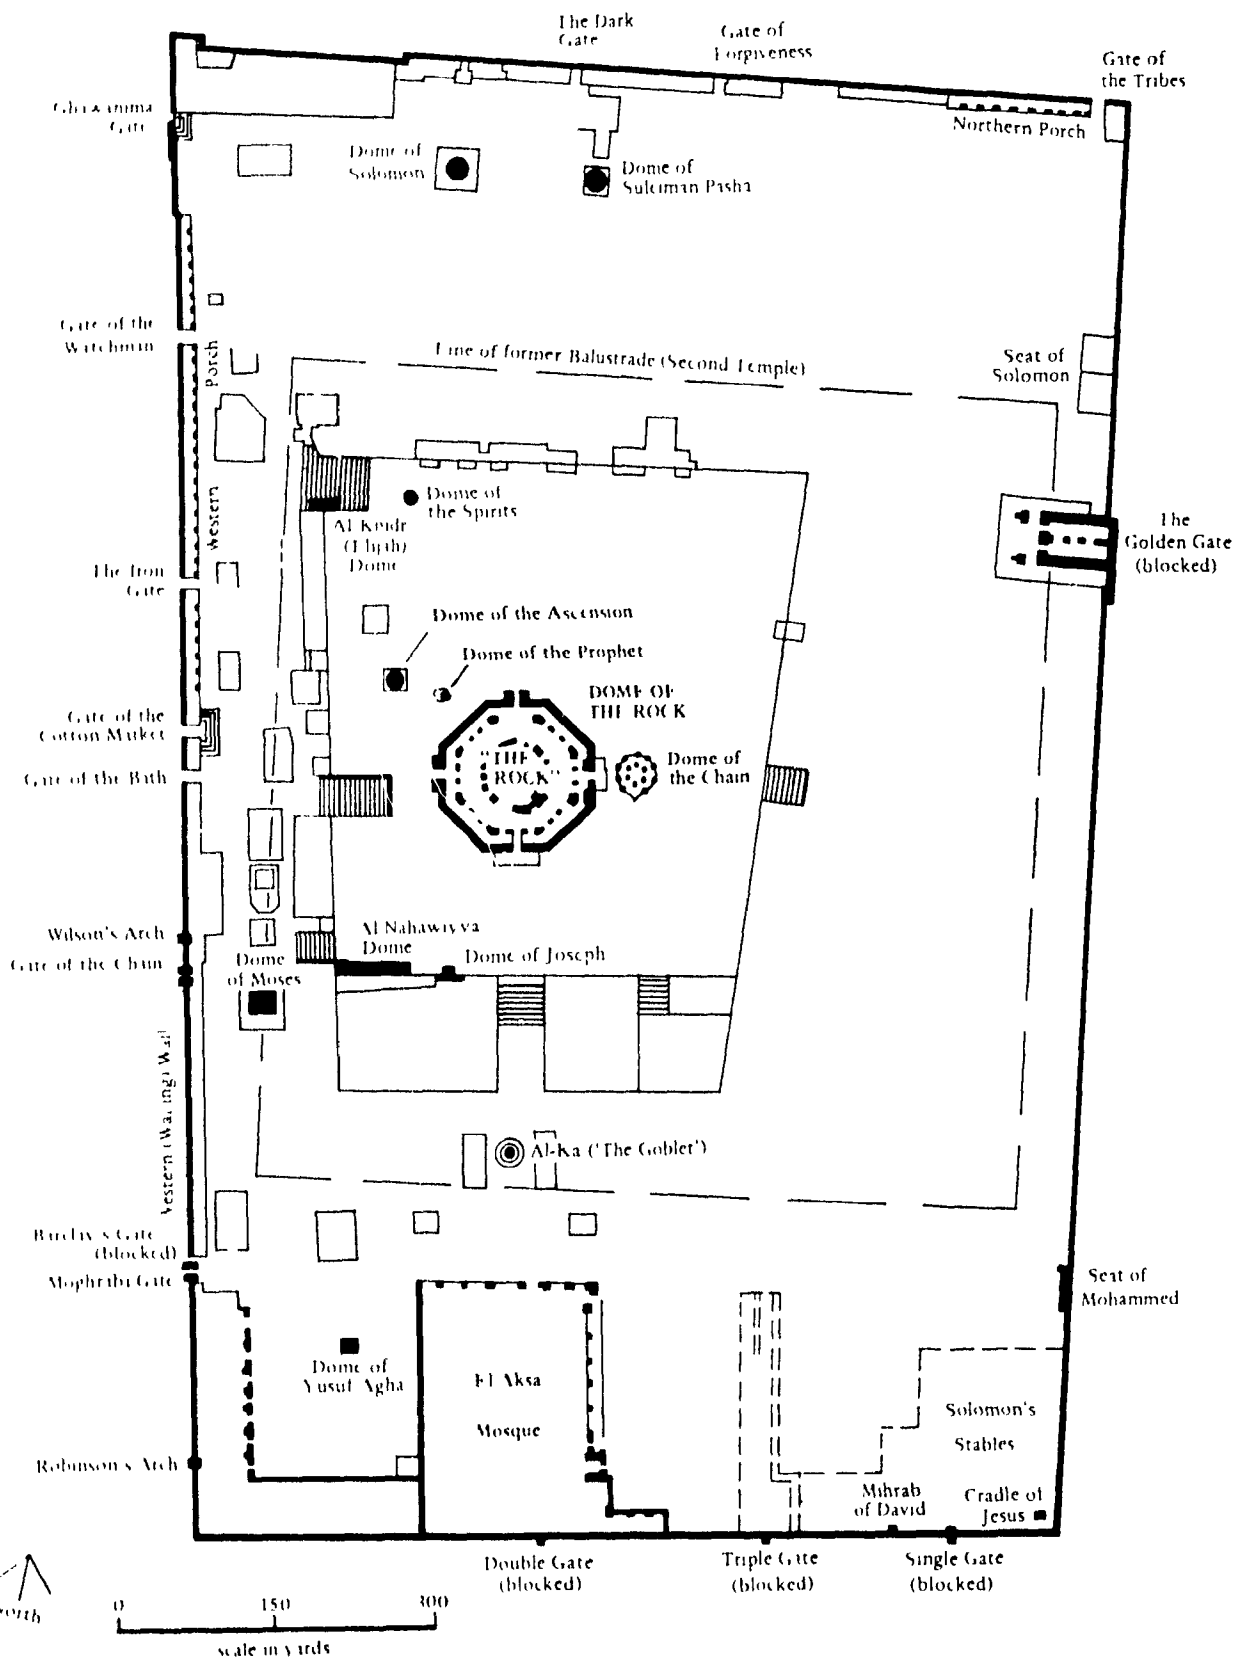 The Dark
Gate
Gate of
Forgiveness
Gate of
the Tribes
Ghawanima
Gate
Northern Porch
Dome of
Solomon
Dome of
Suleiman Pasha
Gate of the
Watchman
Western Porch
Line of former Balustrade (Second Temple)
Seat of
Solomon
Dome of
the Spirits
Al Knidr
(Elijah)
Dome
The
Golden Gate
(blocked)
The Iron
Gate
Dome of the Ascension
Dome of the Prophet
DOME OF
THE ROCK
"THE
ROCK"
Dome of
the Chain
Gate of the
Cotton Market
Gate of the Bath
Wilson's Arch
Gate of the Chain
Al Nahawiyya
Dome
Dome of Joseph
Dome
of Moses
Western (Wailing) Wall
Al-Ka ('The Goblet')
Barclay's Gate
(blocked)
Moghrabi Gate
Seat of
Mohammed
Dome of
Yusuf Agha
El Aksa
Mosque
Solomon's
Stables
Robinson's Arch
Mihrab
of David
Cradle of
Jesus
Double Gate
(blocked)
Triple Gate
(blocked)
Single Gate
(blocked)
north
0 150 300
scale in yards